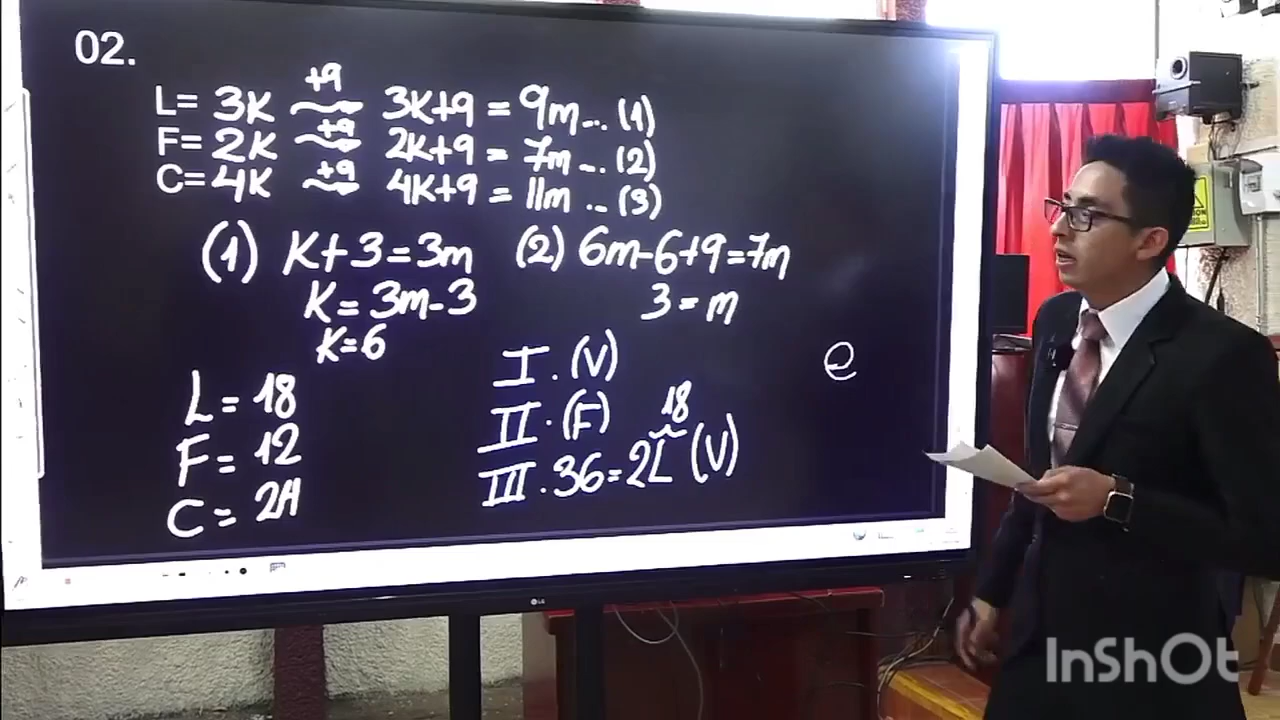 02.
+9
L= 3K ⟿ 3K+9 = 9m... (1)
+9
F= 2K ⟿ 2K+9 = 7m... (2)
+9
C= 4K ⟿ 4K+9 = 11m... (3)
(1) K+3=3m
K=3m-3
K=6
(2) 6m-6+9=7m
3=m
L=18
F=12
C=24
I. (V)
II. (F)
18
III. 36=2L (V)
e
LG
InShOt